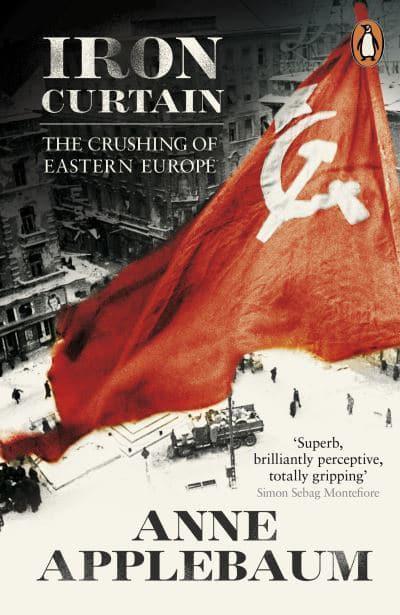 IRON
CURTAIN
THE CRUSHING OF
EASTERN EUROPE
‘Superb,
brilliantly perceptive,
totally gripping’
Simon Sebag Montefiore
ANNE
APPLEBAUM